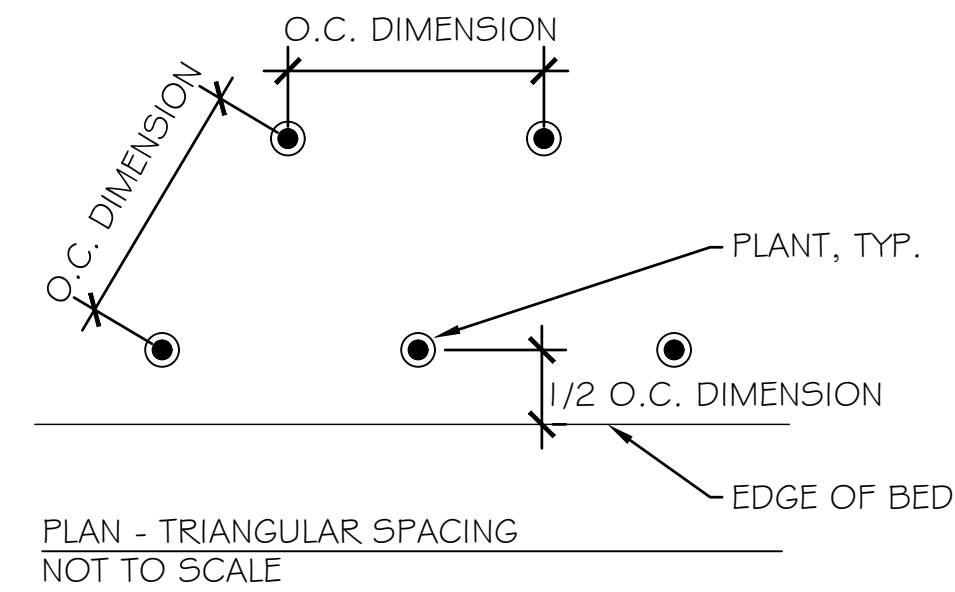 O.C. DIMENSION
O.C. DIMENSION
PLANT, TYP.
1/2 O.C. DIMENSION
EDGE OF BED
PLAN - TRIANGULAR SPACING
NOT TO SCALE